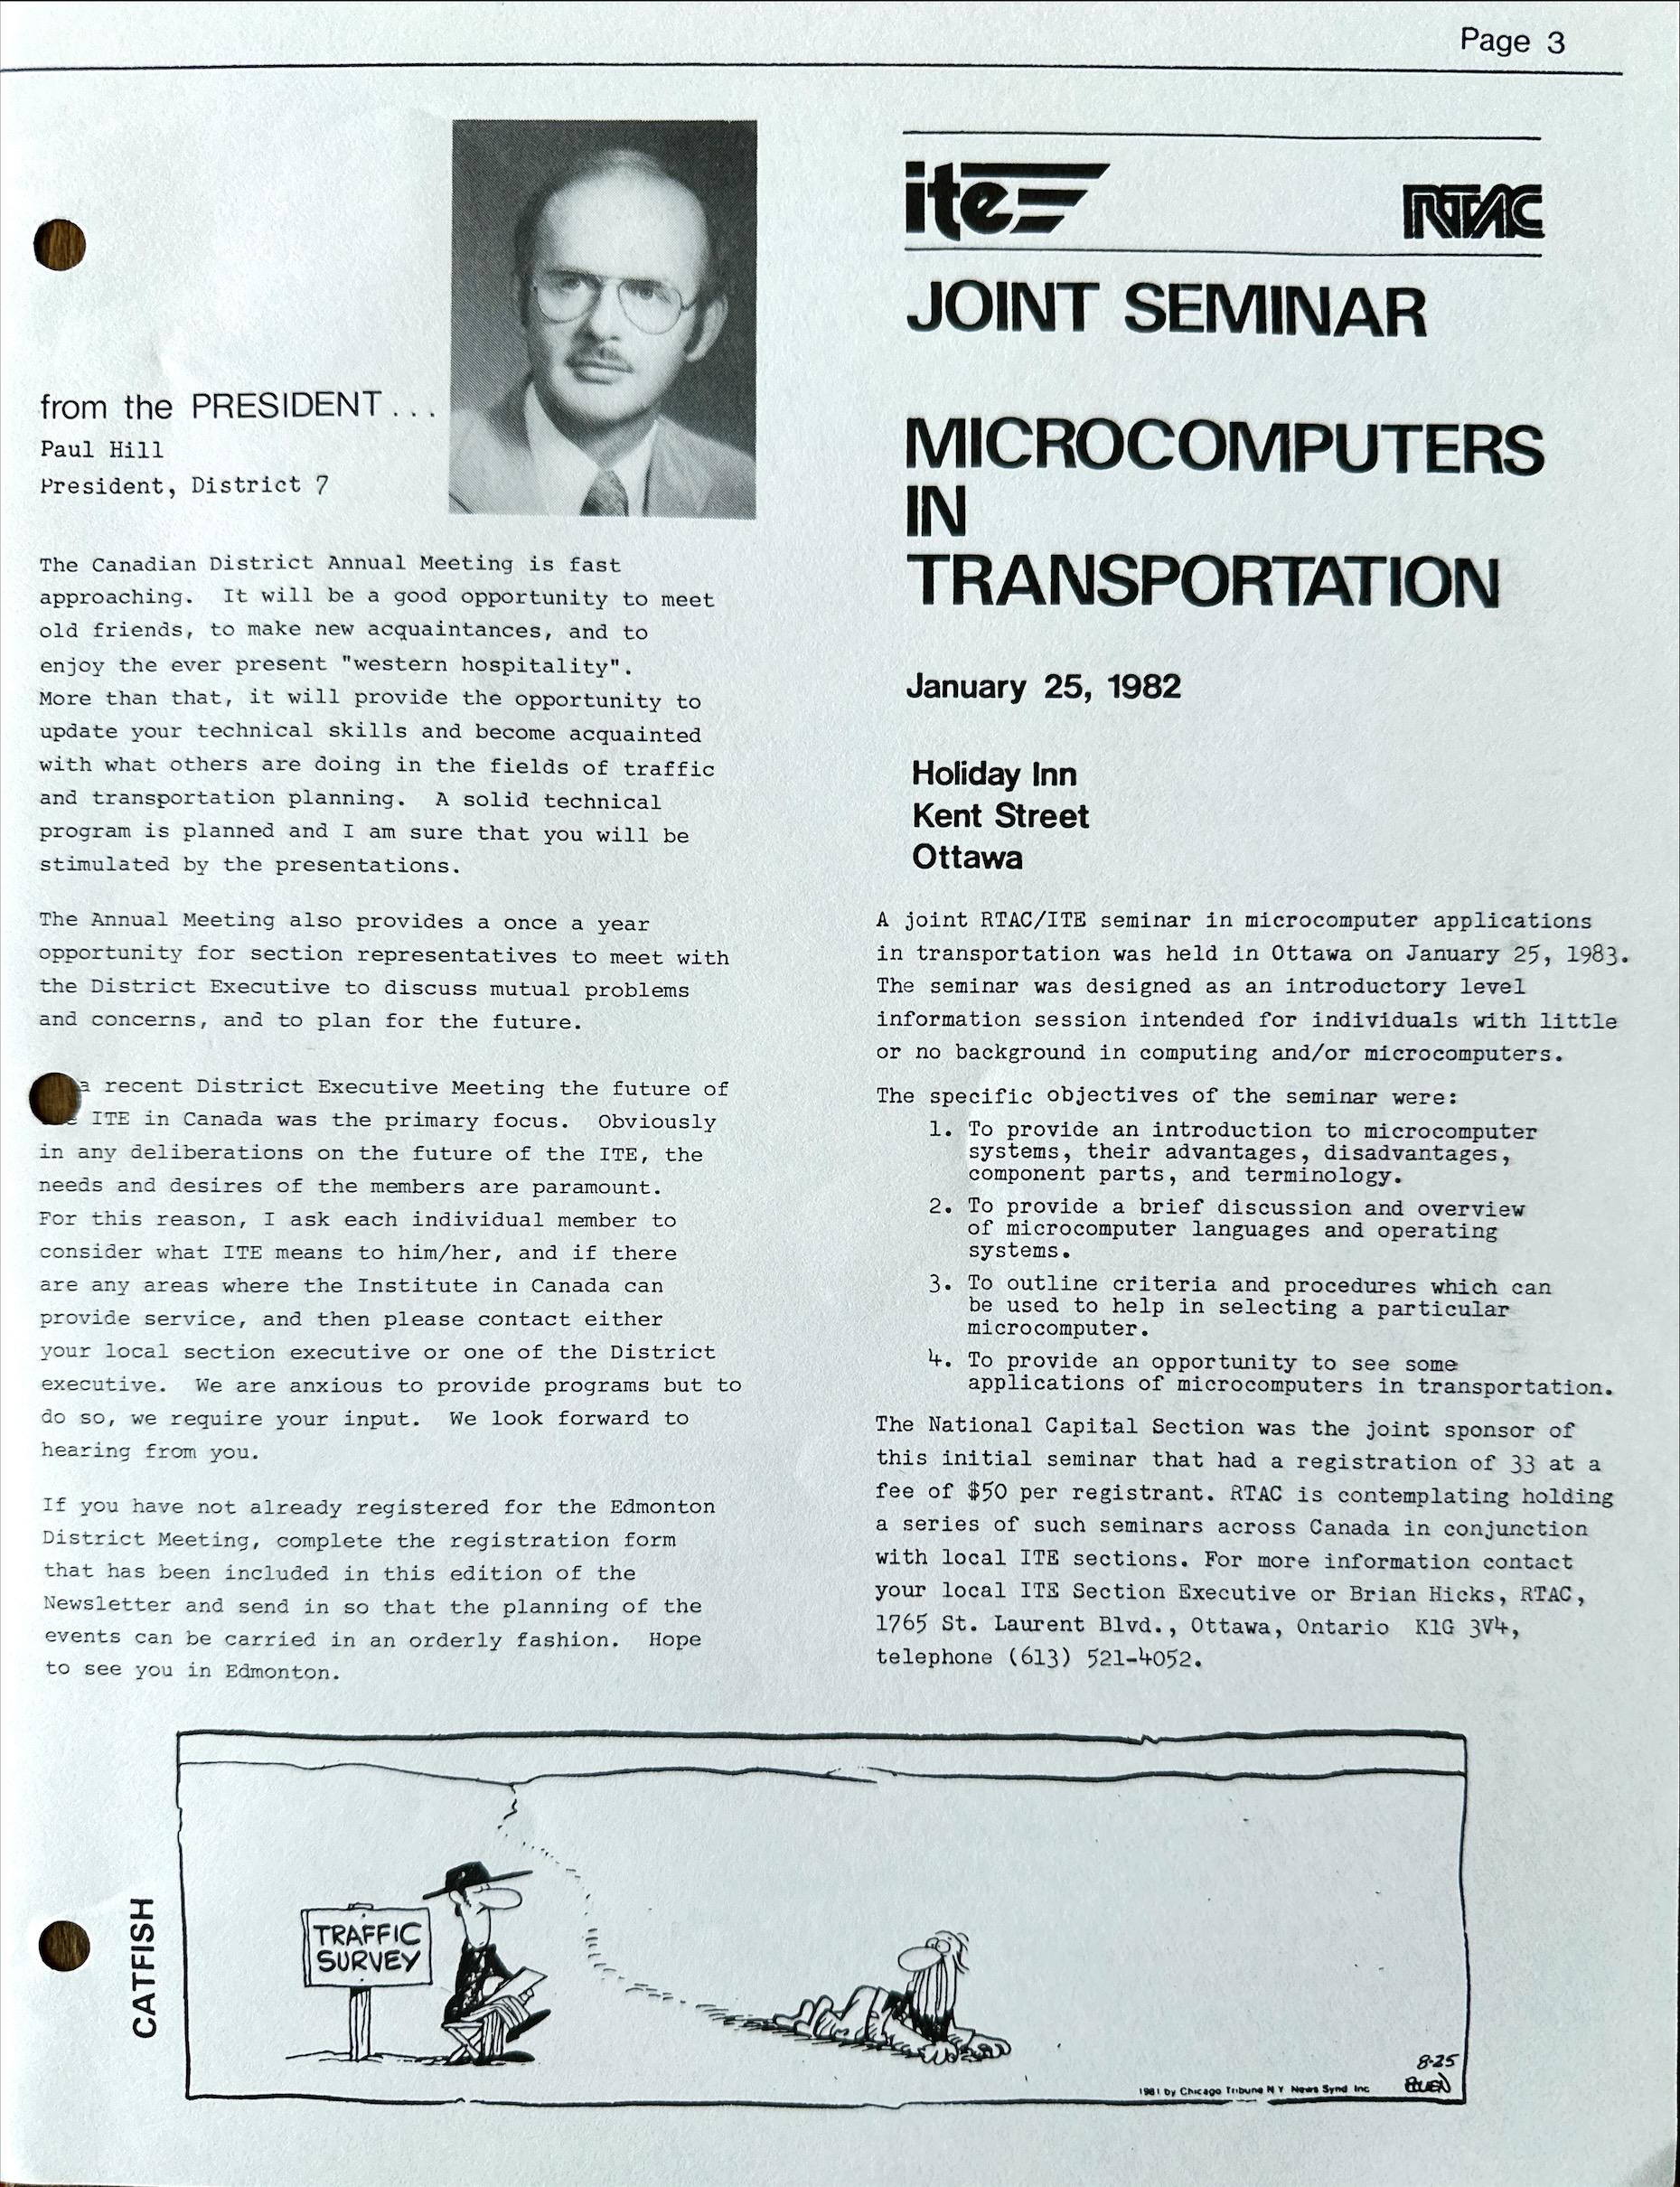 Page 3
from the PRESIDENT...
Paul Hill
President, District 7
The Canadian District Annual Meeting is fast
approaching. It will be a good opportunity to meet
old friends, to make new acquaintances, and to
enjoy the ever present "western hospitality".
More than that, it will provide the opportunity to
update your technical skills and become acquainted
with what others are doing in the fields of traffic
and transportation planning. A solid technical
program is planned and I am sure that you will be
stimulated by the presentations.
The Annual Meeting also provides a once a year
opportunity for section representatives to meet with
the District Executive to discuss mutual problems
and concerns, and to plan for the future.
a recent District Executive Meeting the future of
ITE in Canada was the primary focus. Obviously
in any deliberations on the future of the ITE, the
needs and desires of the members are paramount.
For this reason, I ask each individual member to
consider what ITE means to him/her, and if there
are any areas where the Institute in Canada can
provide service, and then please contact either
your local section executive or one of the District
executive. We are anxious to provide programs but to
do so, we require your input. We look forward to
hearing from you.
If you have not already registered for the Edmonton
District Meeting, complete the registration form
that has been included in this edition of the
Newsletter and send in so that the planning of the
events can be carried in an orderly fashion. Hope
to see you in Edmonton.
ite RTAC
JOINT SEMINAR
MICROCOMPUTERS
IN
TRANSPORTATION
January 25, 1982
Holiday Inn
Kent Street
Ottawa
A joint RTAC/ITE seminar in microcomputer applications
in transportation was held in Ottawa on January 25, 1983.
The seminar was designed as an introductory level
information session intended for individuals with little
or no background in computing and/or microcomputers.
The specific objectives of the seminar were:
1. To provide an introduction to microcomputer
systems, their advantages, disadvantages,
component parts, and terminology.
2. To provide a brief discussion and overview
of microcomputer languages and operating
systems.
3. To outline criteria and procedures which can
be used to help in selecting a particular
microcomputer.
4. To provide an opportunity to see some
applications of microcomputers in transportation.
The National Capital Section was the joint sponsor of
this initial seminar that had a registration of 33 at a
fee of $50 per registrant. RTAC is contemplating holding
a series of such seminars across Canada in conjunction
with local ITE sections. For more information contact
your local ITE Section Executive or Brian Hicks, RTAC,
1765 St. Laurent Blvd., Ottawa, Ontario K1G 3V4,
telephone (613) 521-4052.
CATFISH
TRAFFIC
SURVEY
8-25
1981 by Chicago Tribune N Y News Synd Inc